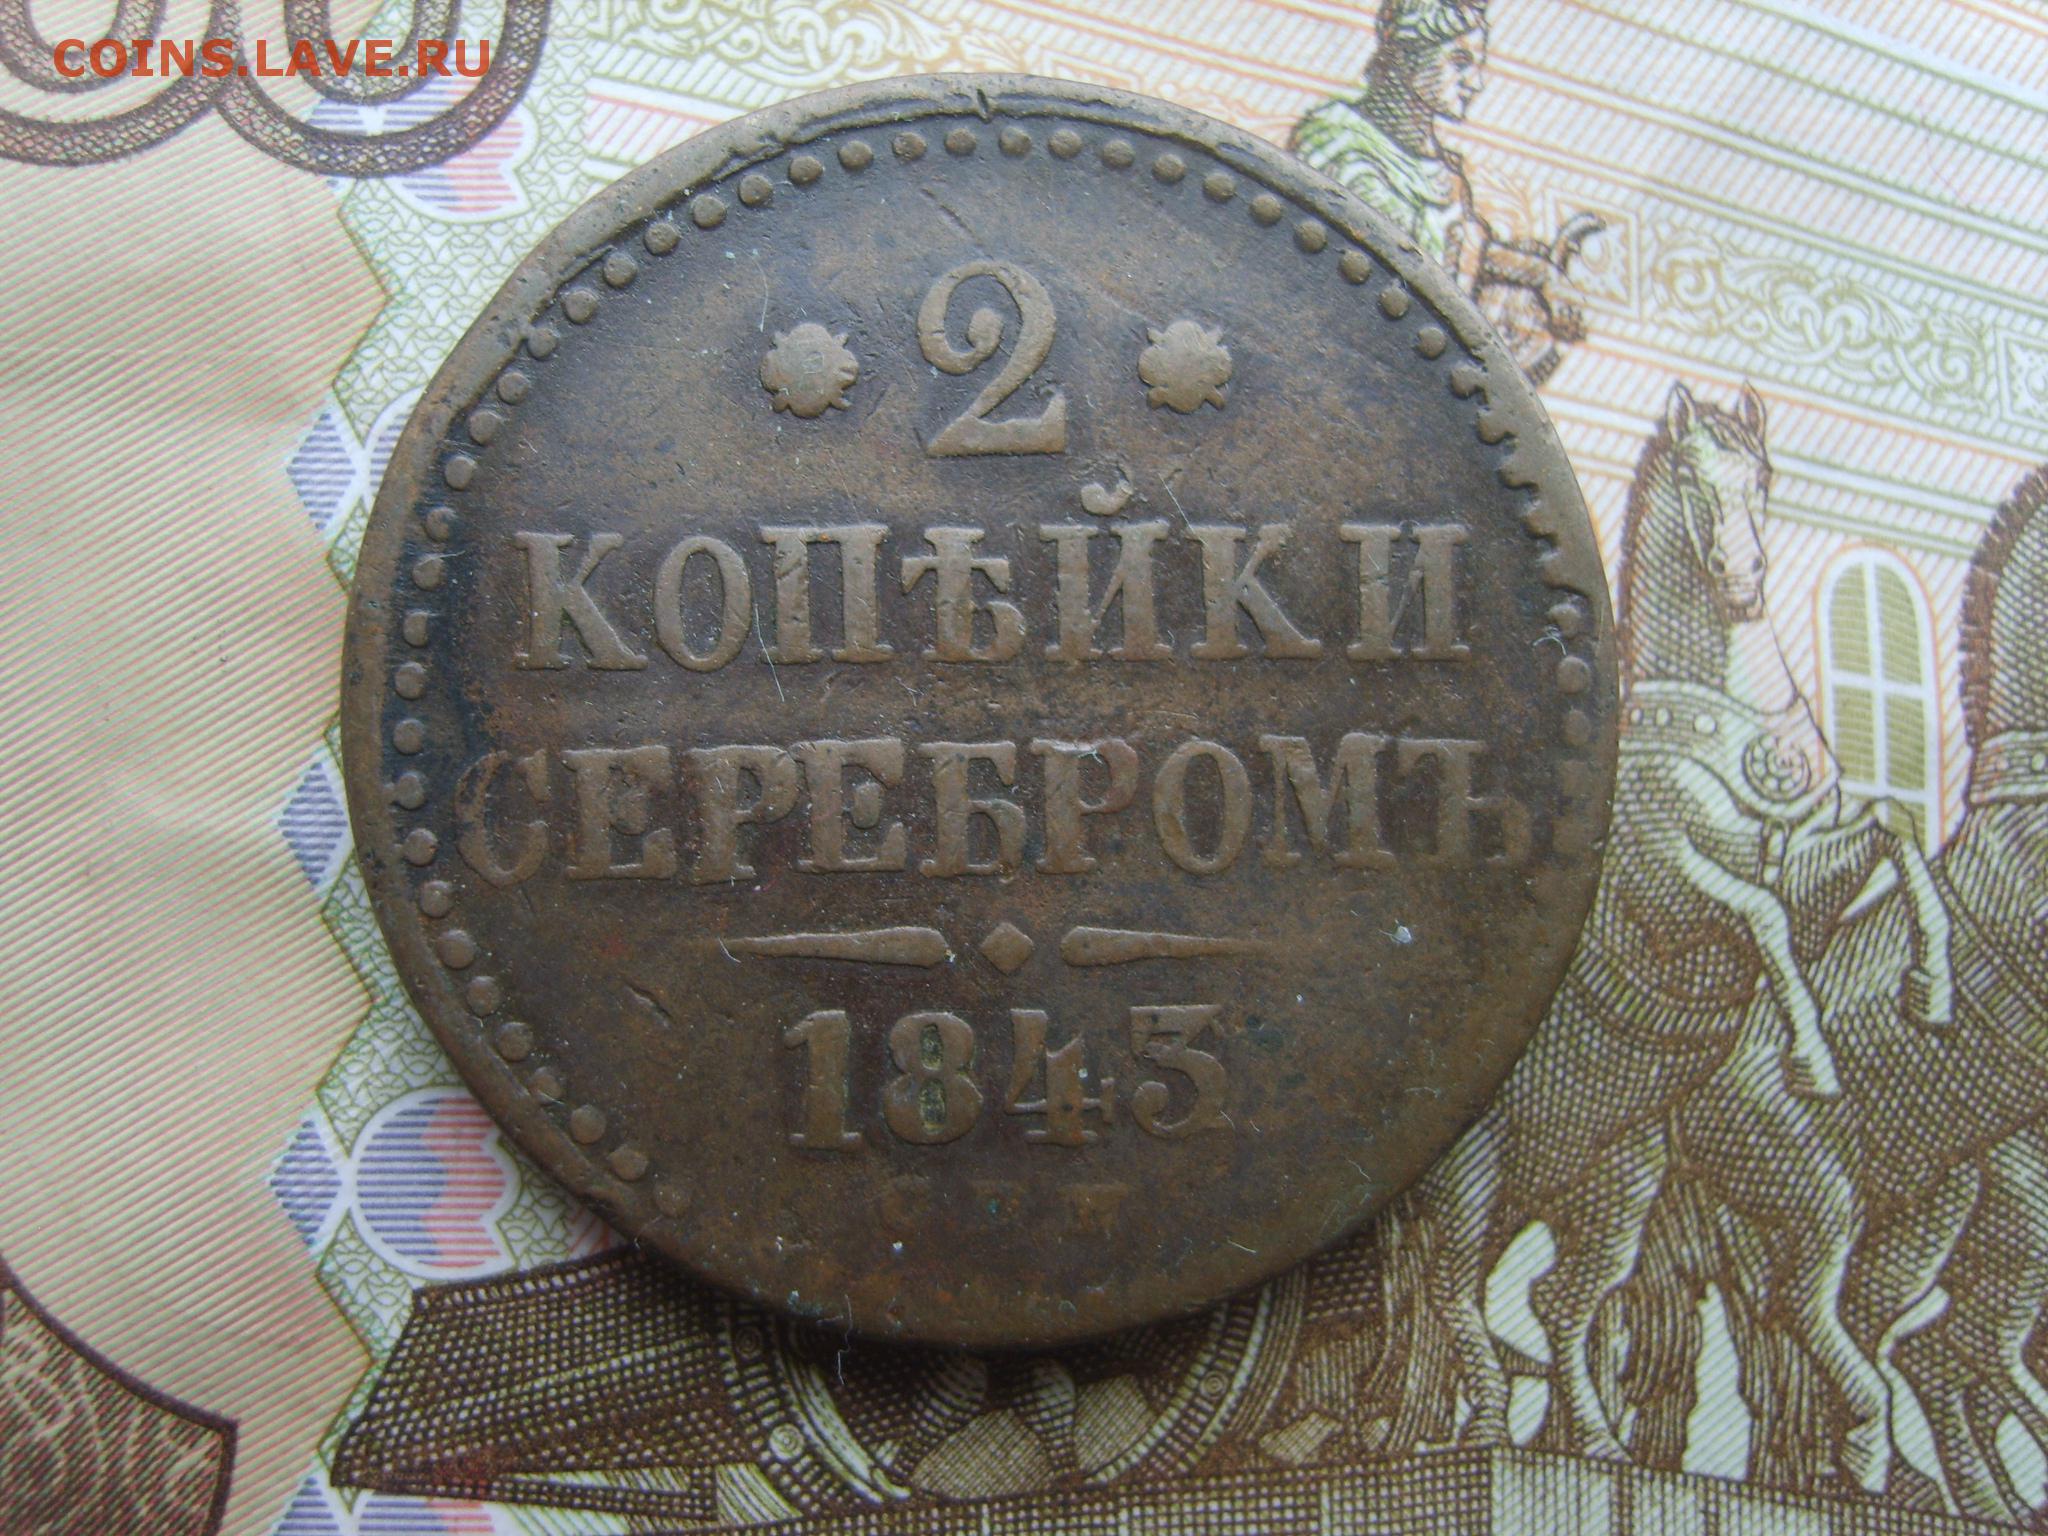 COINS.LAVE.RU
2
КОПѢЙКИ
СЕРЕБРОМЪ
1843